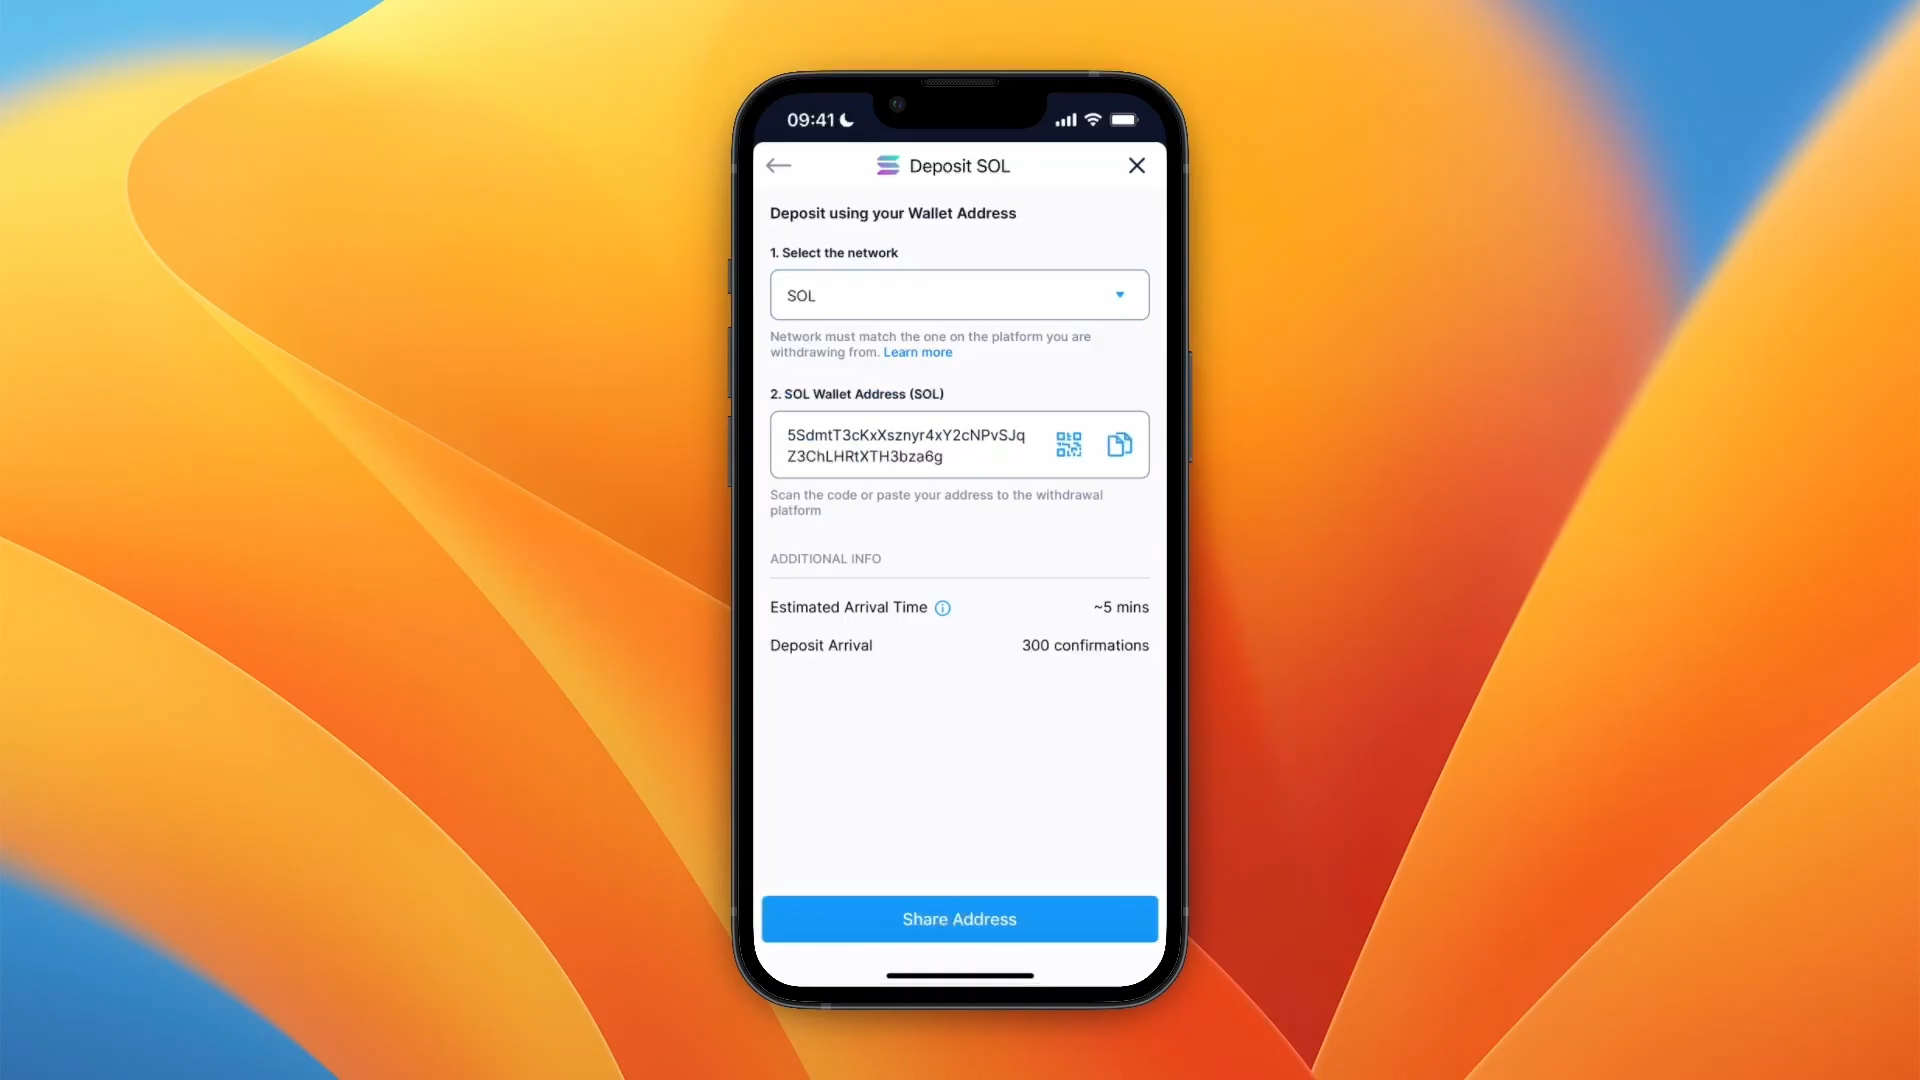 09:41
Deposit SOL
Deposit using your Wallet Address
1. Select the network
SOL
Network must match the one on the platform you are
withdrawing from. Learn more
2. SOL Wallet Address (SOL)
5SdmtT3cKxXsznyr4xY2cNPvSJq
Z3ChLHRtXTH3bza6g
Scan the code or paste your address to the withdrawal
platform
ADDITIONAL INFO
Estimated Arrival Time ~5 mins
Deposit Arrival 300 confirmations
Share Address